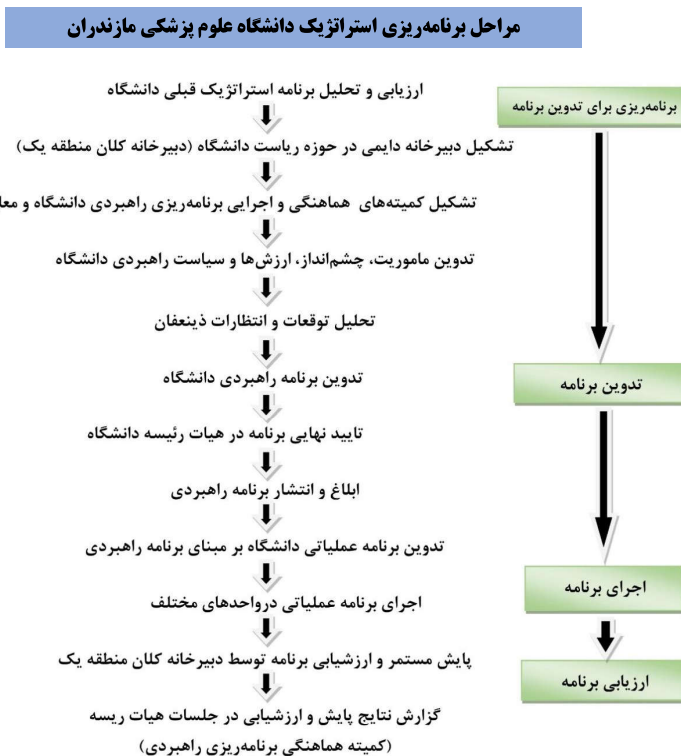 مراحل برنامه‌ریزی استراتژیک دانشگاه علوم پزشکی مازندران
برنامه‌ریزی برای تدوین برنامه
تدوین برنامه
اجرای برنامه
ارزیابی برنامه
ارزیابی و تحلیل برنامه استراتژیک قبلی دانشگاه
تشکیل دبیرخانه دایمی در حوزه ریاست دانشگاه (دبیرخانه کلان منطقه یک)
تشکیل کمیته‌های هماهنگی و اجرایی برنامه‌ریزی راهبردی دانشگاه و
تدوین ماموریت، چشم‌انداز، ارزش‌ها و سیاست راهبردی دانشگاه
تحلیل توقعات و انتظارات ذینعفان
تدوین برنامه راهبردی دانشگاه
تایید نهایی برنامه در هیات رئیسه دانشگاه
ابلاغ و انتشار برنامه راهبردی
تدوین برنامه عملیاتی دانشگاه بر مبنای برنامه راهبردی
اجرای برنامه عملیاتی درواحدهای مختلف
پایش مستمر و ارزشیابی برنامه توسط دبیرخانه کلان منطقه یک
گزارش نتایج پایش و ارزشیابی در جلسات هیات ریسه
(کمیته هماهنگی برنامه‌ریزی راهبردی)